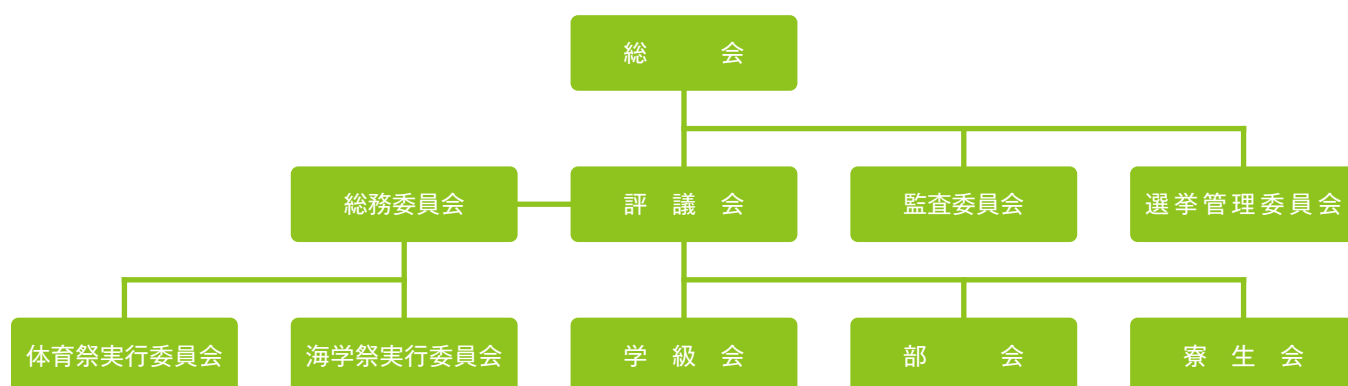 総会
総務委員会
評議会
監査委員会
選挙管理委員会
体育祭実行委員会
海学祭実行委員会
学級会
部会
寮生会